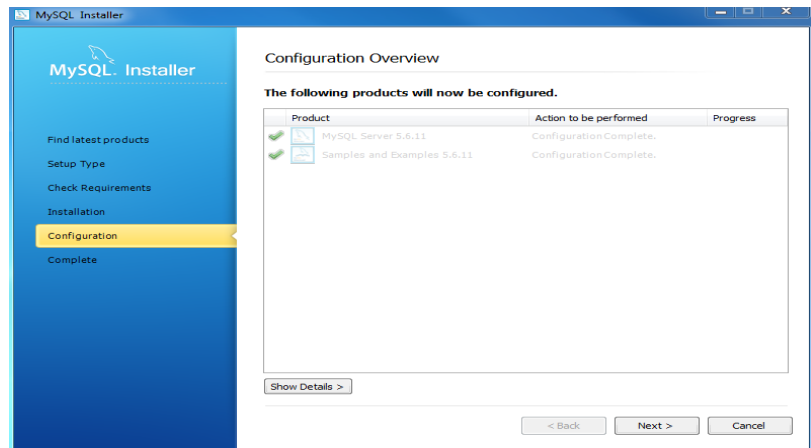 MySQL Installer
MySQL. Installer
Find latest products
Setup Type
Check Requirements
Installation
Configuration
Complete
Configuration Overview
The following products will now be configured.
Product Action to be performed Progress
MySQL Server 5.6.11 Configuration Complete.
Samples and Examples 5.6.11 Configuration Complete.
Show Details >
< Back Next > Cancel